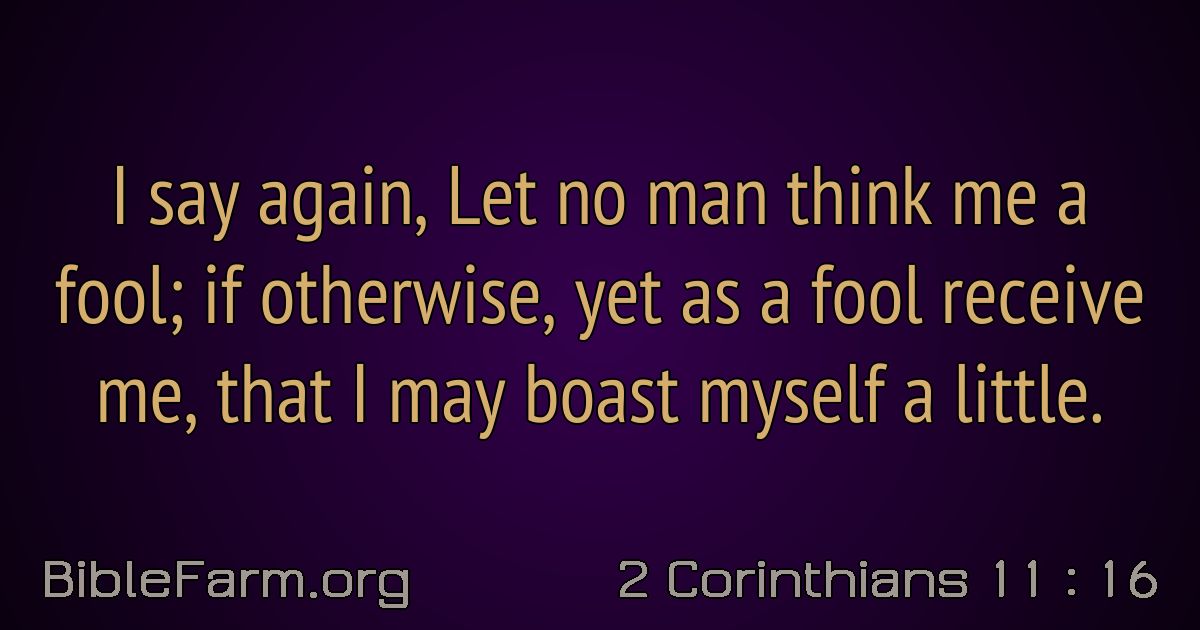 I say again, Let no man think me a
fool; if otherwise, yet as a fool receive
me, that I may boast myself a little.
BibleFarm.org
2 Corinthians 11 : 16